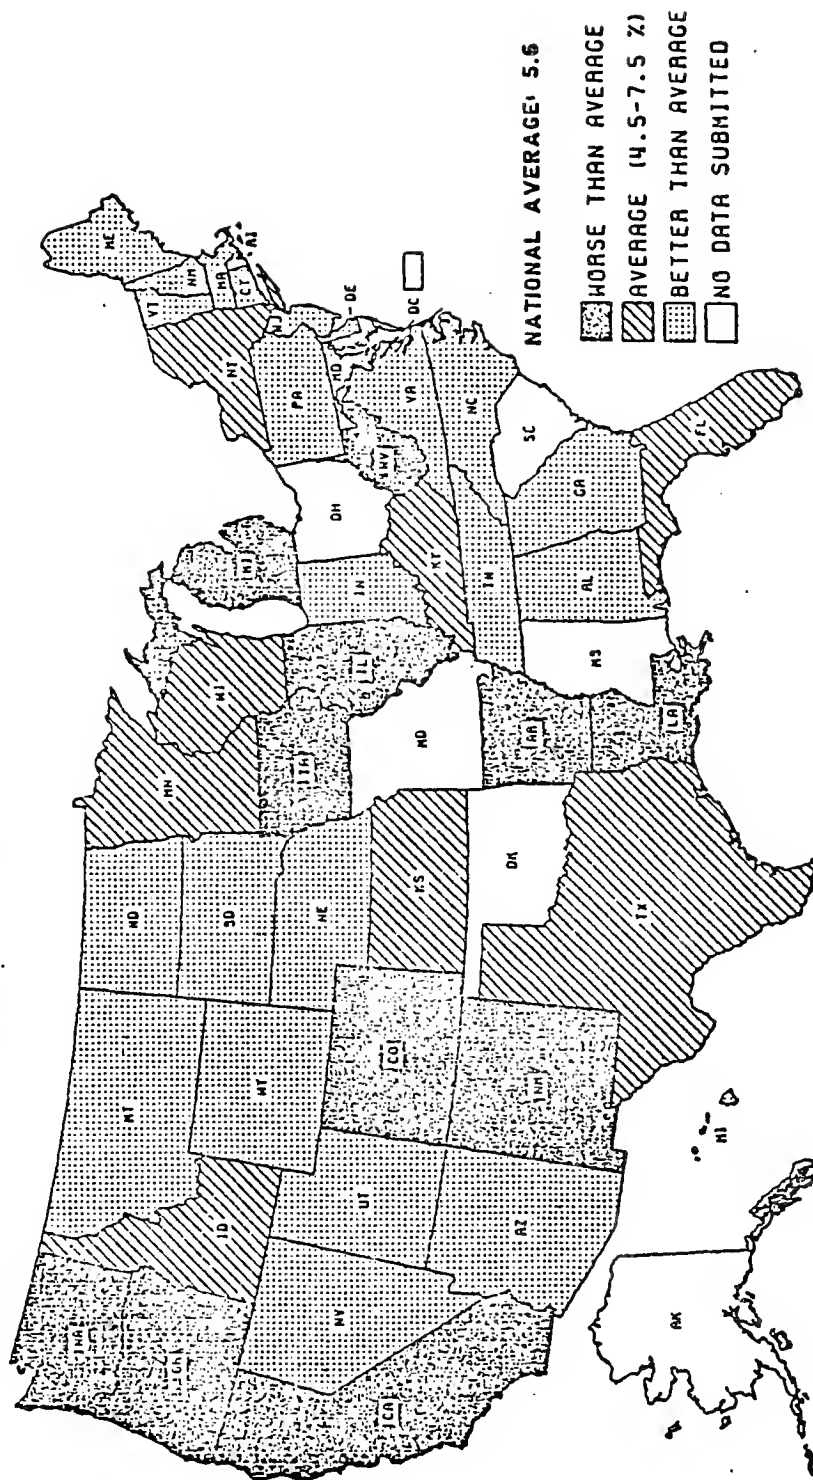 NATIONAL AVERAGE: 5.6
WORSE THAN AVERAGE
AVERAGE (4.5-7.5 %)
BETTER THAN AVERAGE
NO DATA SUBMITTED
WA
OR
CA
ID
NV
MT
WY
UT
AZ
CO
NM
ND
SD
NE
KS
OK
TX
MN
IA
MO
AR
LA
WI
IL
MS
MI
IN
KY
TN
AL
OH
WV
GA
FL
SC
NC
VA
PA
NY
MD
DE
DC
NJ
VT
NH
MA
CT
RI
ME
AK
HI